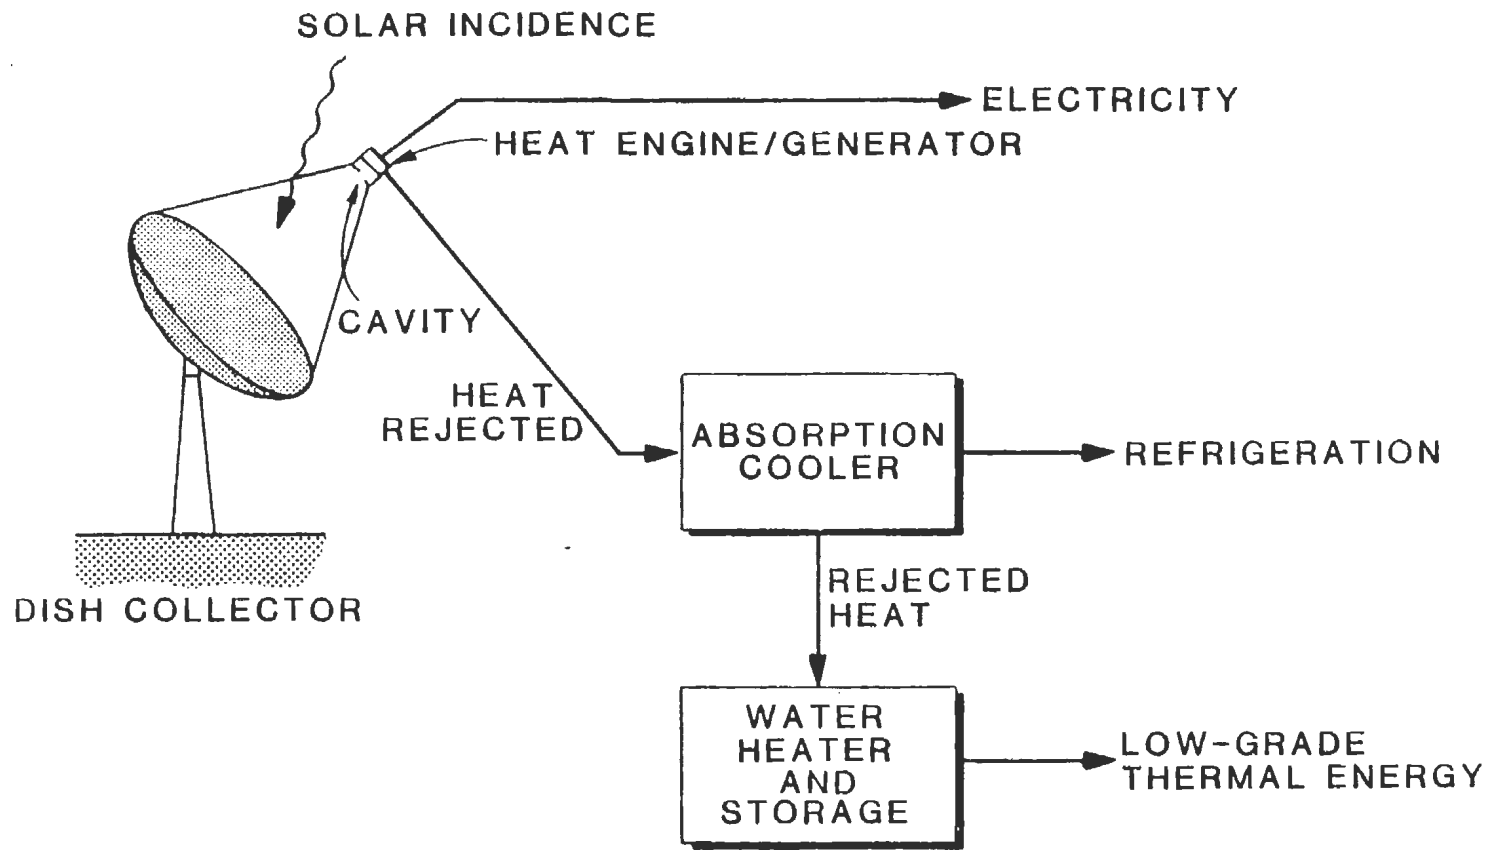 SOLAR INCIDENCE
ELECTRICITY
HEAT ENGINE/GENERATOR
CAVITY
HEAT
REJECTED
ABSORPTION
COOLER
REFRIGERATION
DISH COLLECTOR
REJECTED
HEAT
WATER
HEATER
AND
STORAGE
LOW-GRADE
THERMAL ENERGY